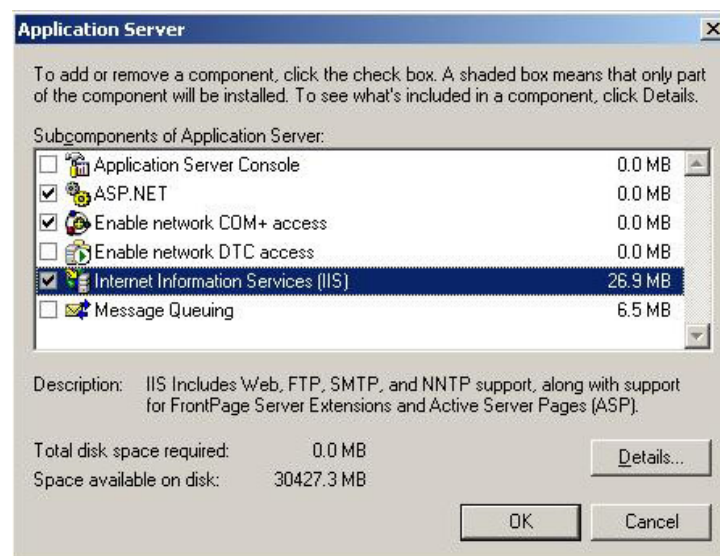 Application Server
To add or remove a component, click the check box. A shaded box means that only part
of the component will be installed. To see what's included in a component, click Details.
Subcomponents of Application Server:
Application Server Console 0.0 MB
ASP.NET 0.0 MB
Enable network COM+ access 0.0 MB
Enable network DTC access 0.0 MB
Internet Information Services (IIS) 26.9 MB
Message Queuing 6.5 MB
Description: IIS Includes Web, FTP, SMTP, and NNTP support, along with support
for FrontPage Server Extensions and Active Server Pages (ASP).
Total disk space required: 0.0 MB
Space available on disk: 30427.3 MB
Details...
OK Cancel